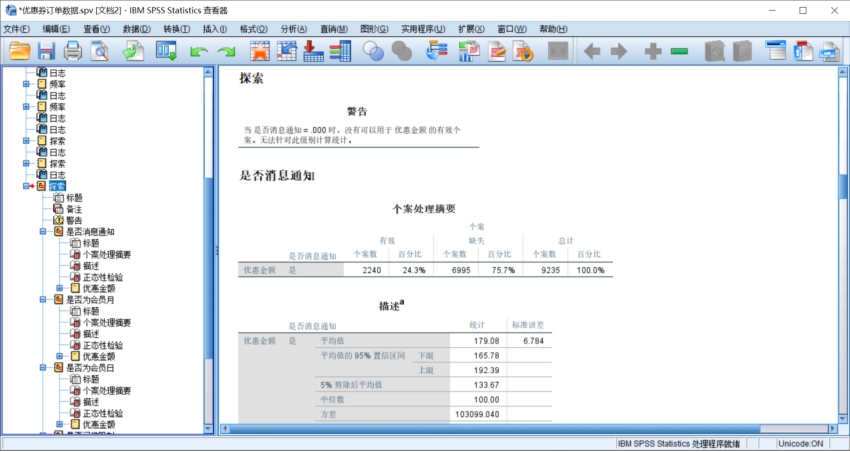 *优惠券订单数据.spv [文档2] - IBM SPSS Statistics 查看器
文件(F) 编辑(E) 查看(V) 数据(D) 转换(T) 插入(I) 格式(O) 分析(A) 直销(M) 图形(G) 实用程序(U) 扩展(X) 窗口(W) 帮助(H)
日志
频率
日志
频率
日志
日志
探索
日志
探索
日志
探索
标题
备注
警告
是否消息通知
标题
个案处理摘要
描述
正态性检验
优惠金额
是否为会员月
标题
个案处理摘要
描述
正态性检验
优惠金额
是否为会员日
标题
个案处理摘要
描述
正态性检验
优惠金额
探索
警告
当 是否消息通知 = .000 时，没有可以用于 优惠金额 的有效个
案。无法针对此级别计算统计。
是否消息通知
个案处理摘要
个案
有效 缺失 总计
是否消息通知 个案数 百分比 个案数 百分比 个案数 百分比
优惠金额 是 2240 24.3% 6995 75.7% 9235 100.0%
描述a
是否消息通知 统计 标准误差
优惠金额 是 平均值 179.08 6.784
平均值的 95% 置信区间 下限 165.78
上限 192.39
5% 剪除后平均值 133.67
中位数 100.00
方差 103099.040
IBM SPSS Statistics 处理程序就绪 Unicode:ON